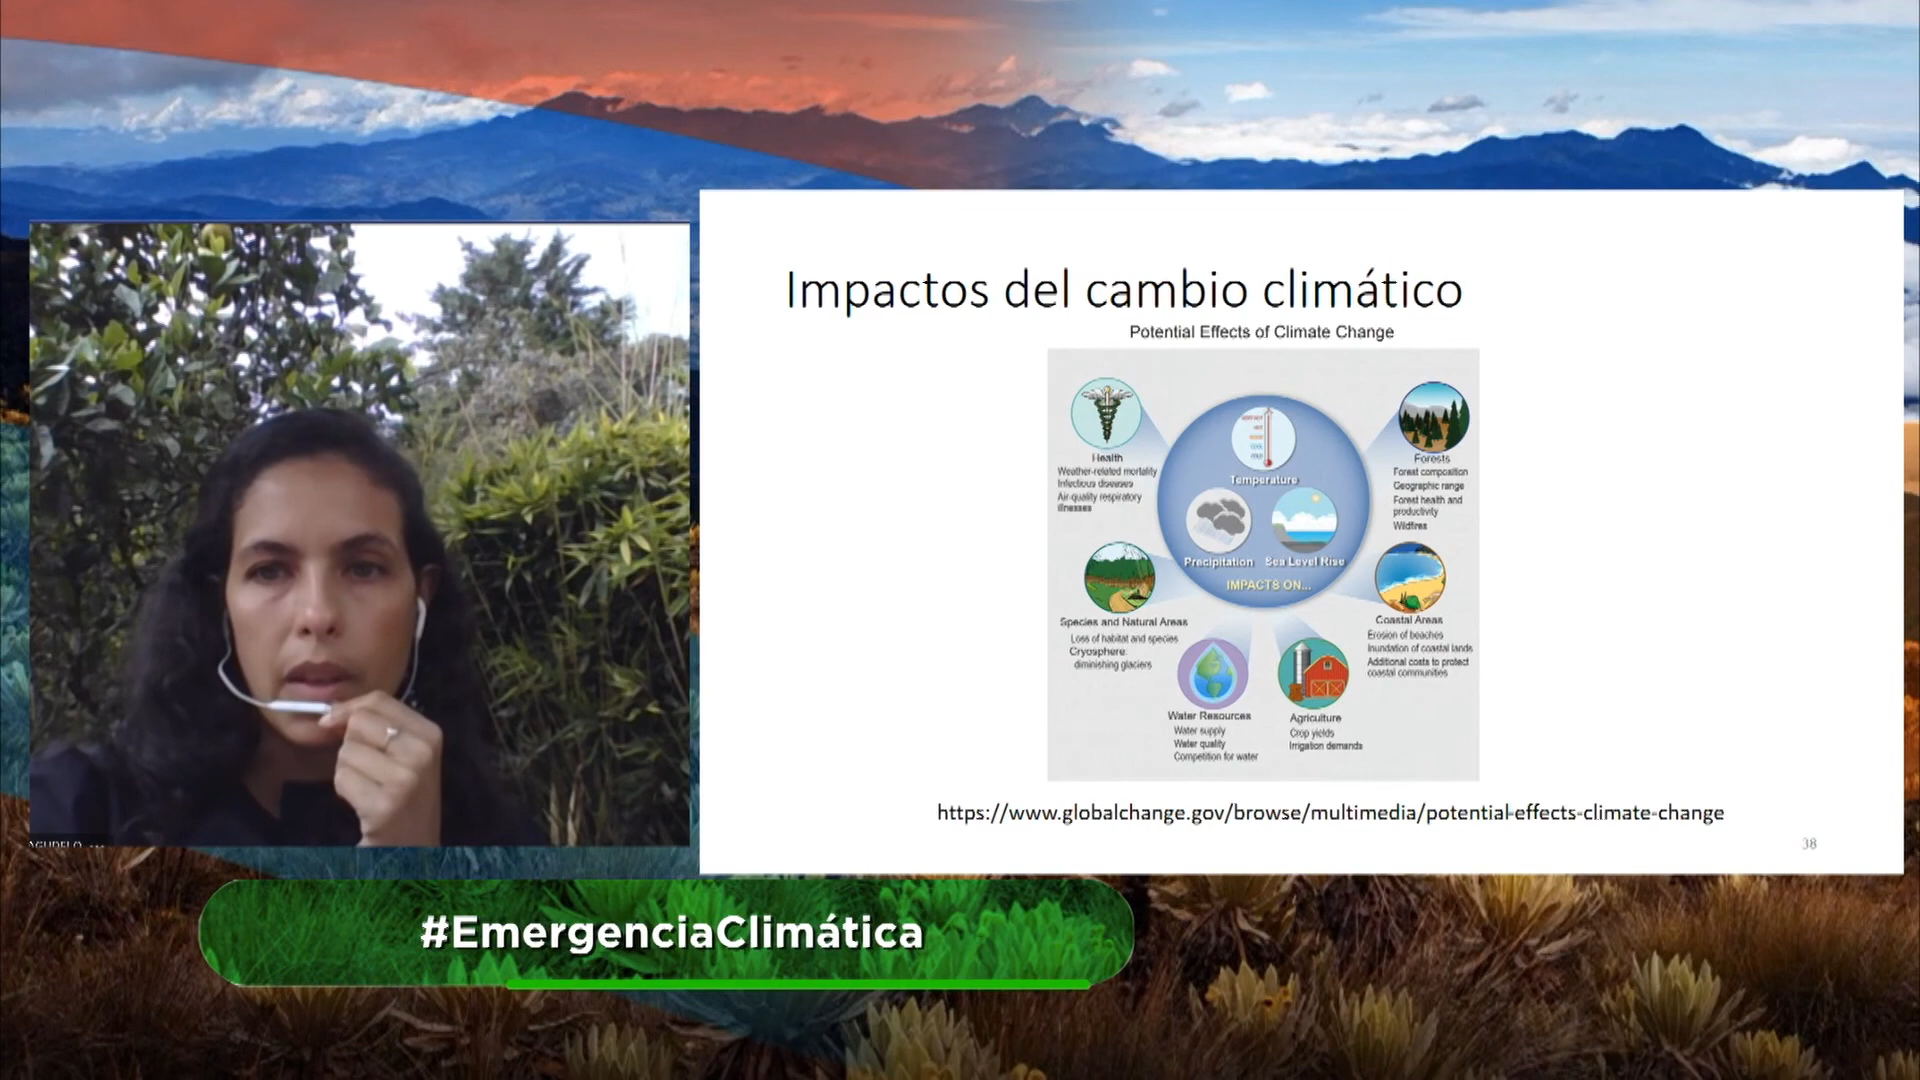 Impactos del cambio climático
Potential Effects of Climate Change
Health
Weather-related mortality
Infectious diseases
Air-quality respiratory
illnesses
Temperature
Precipitation
Sea Level Rise
IMPACTS ON...
Forests
Forest composition
Geographic range
Forest health and
productivity
Wildfires
Species and Natural Areas
Loss of habitat and species
Cryosphere:
diminishing glaciers
Coastal Areas
Erosion of beaches
Inundation of coastal lands
Additional costs to protect
coastal communities
Water Resources
Water supply
Water quality
Competition for water
Agriculture
Crop yields
Irrigation demands
https://www.globalchange.gov/browse/multimedia/potential-effects-climate-change
38
#EmergenciaClimática